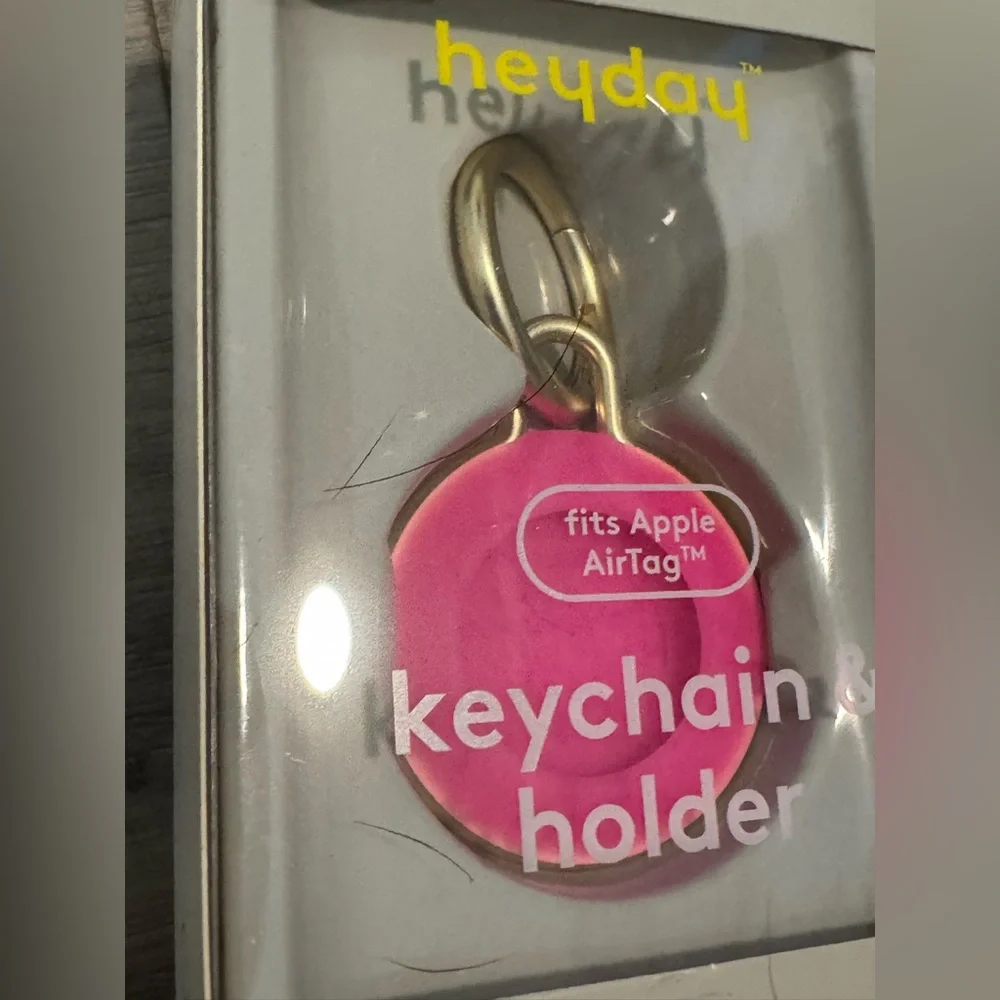 heyday™
fits Apple
AirTag™
keychain &
holder